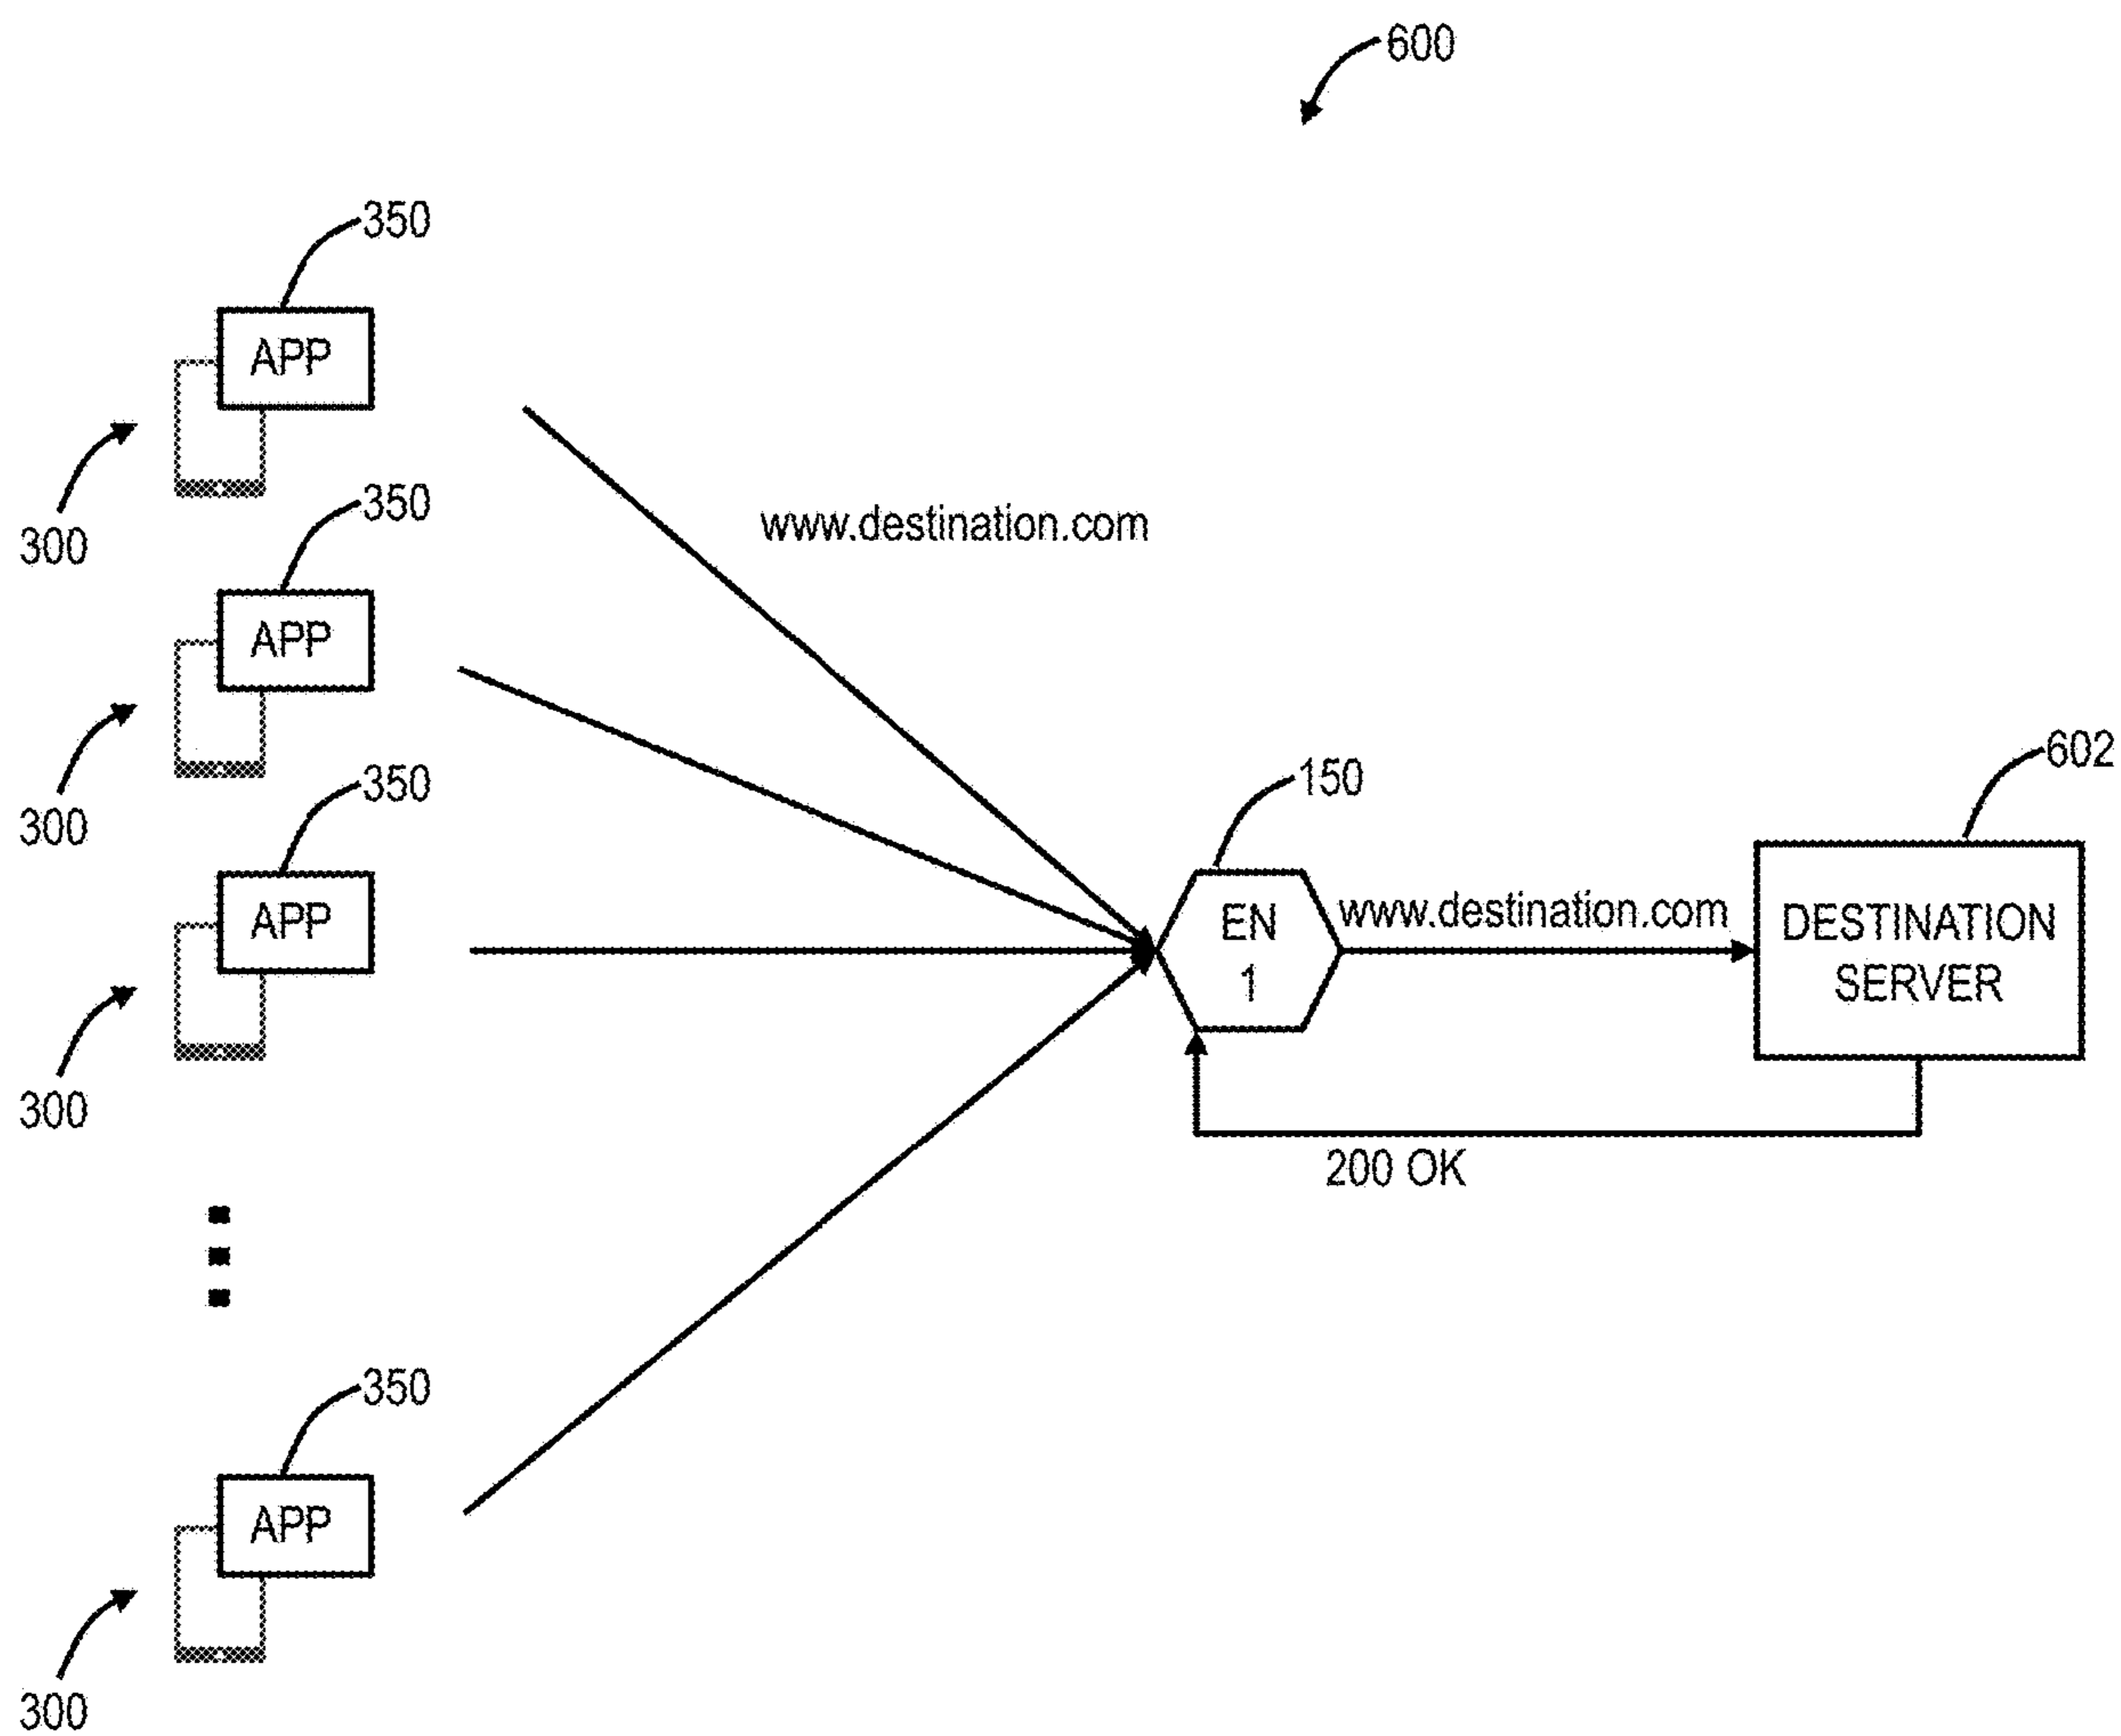 600
350
APP
300
350
APP
www.destination.com
300
350
APP
300
150
EN
1
www.destination.com
602
DESTINATION
SERVER
200 OK
350
APP
300